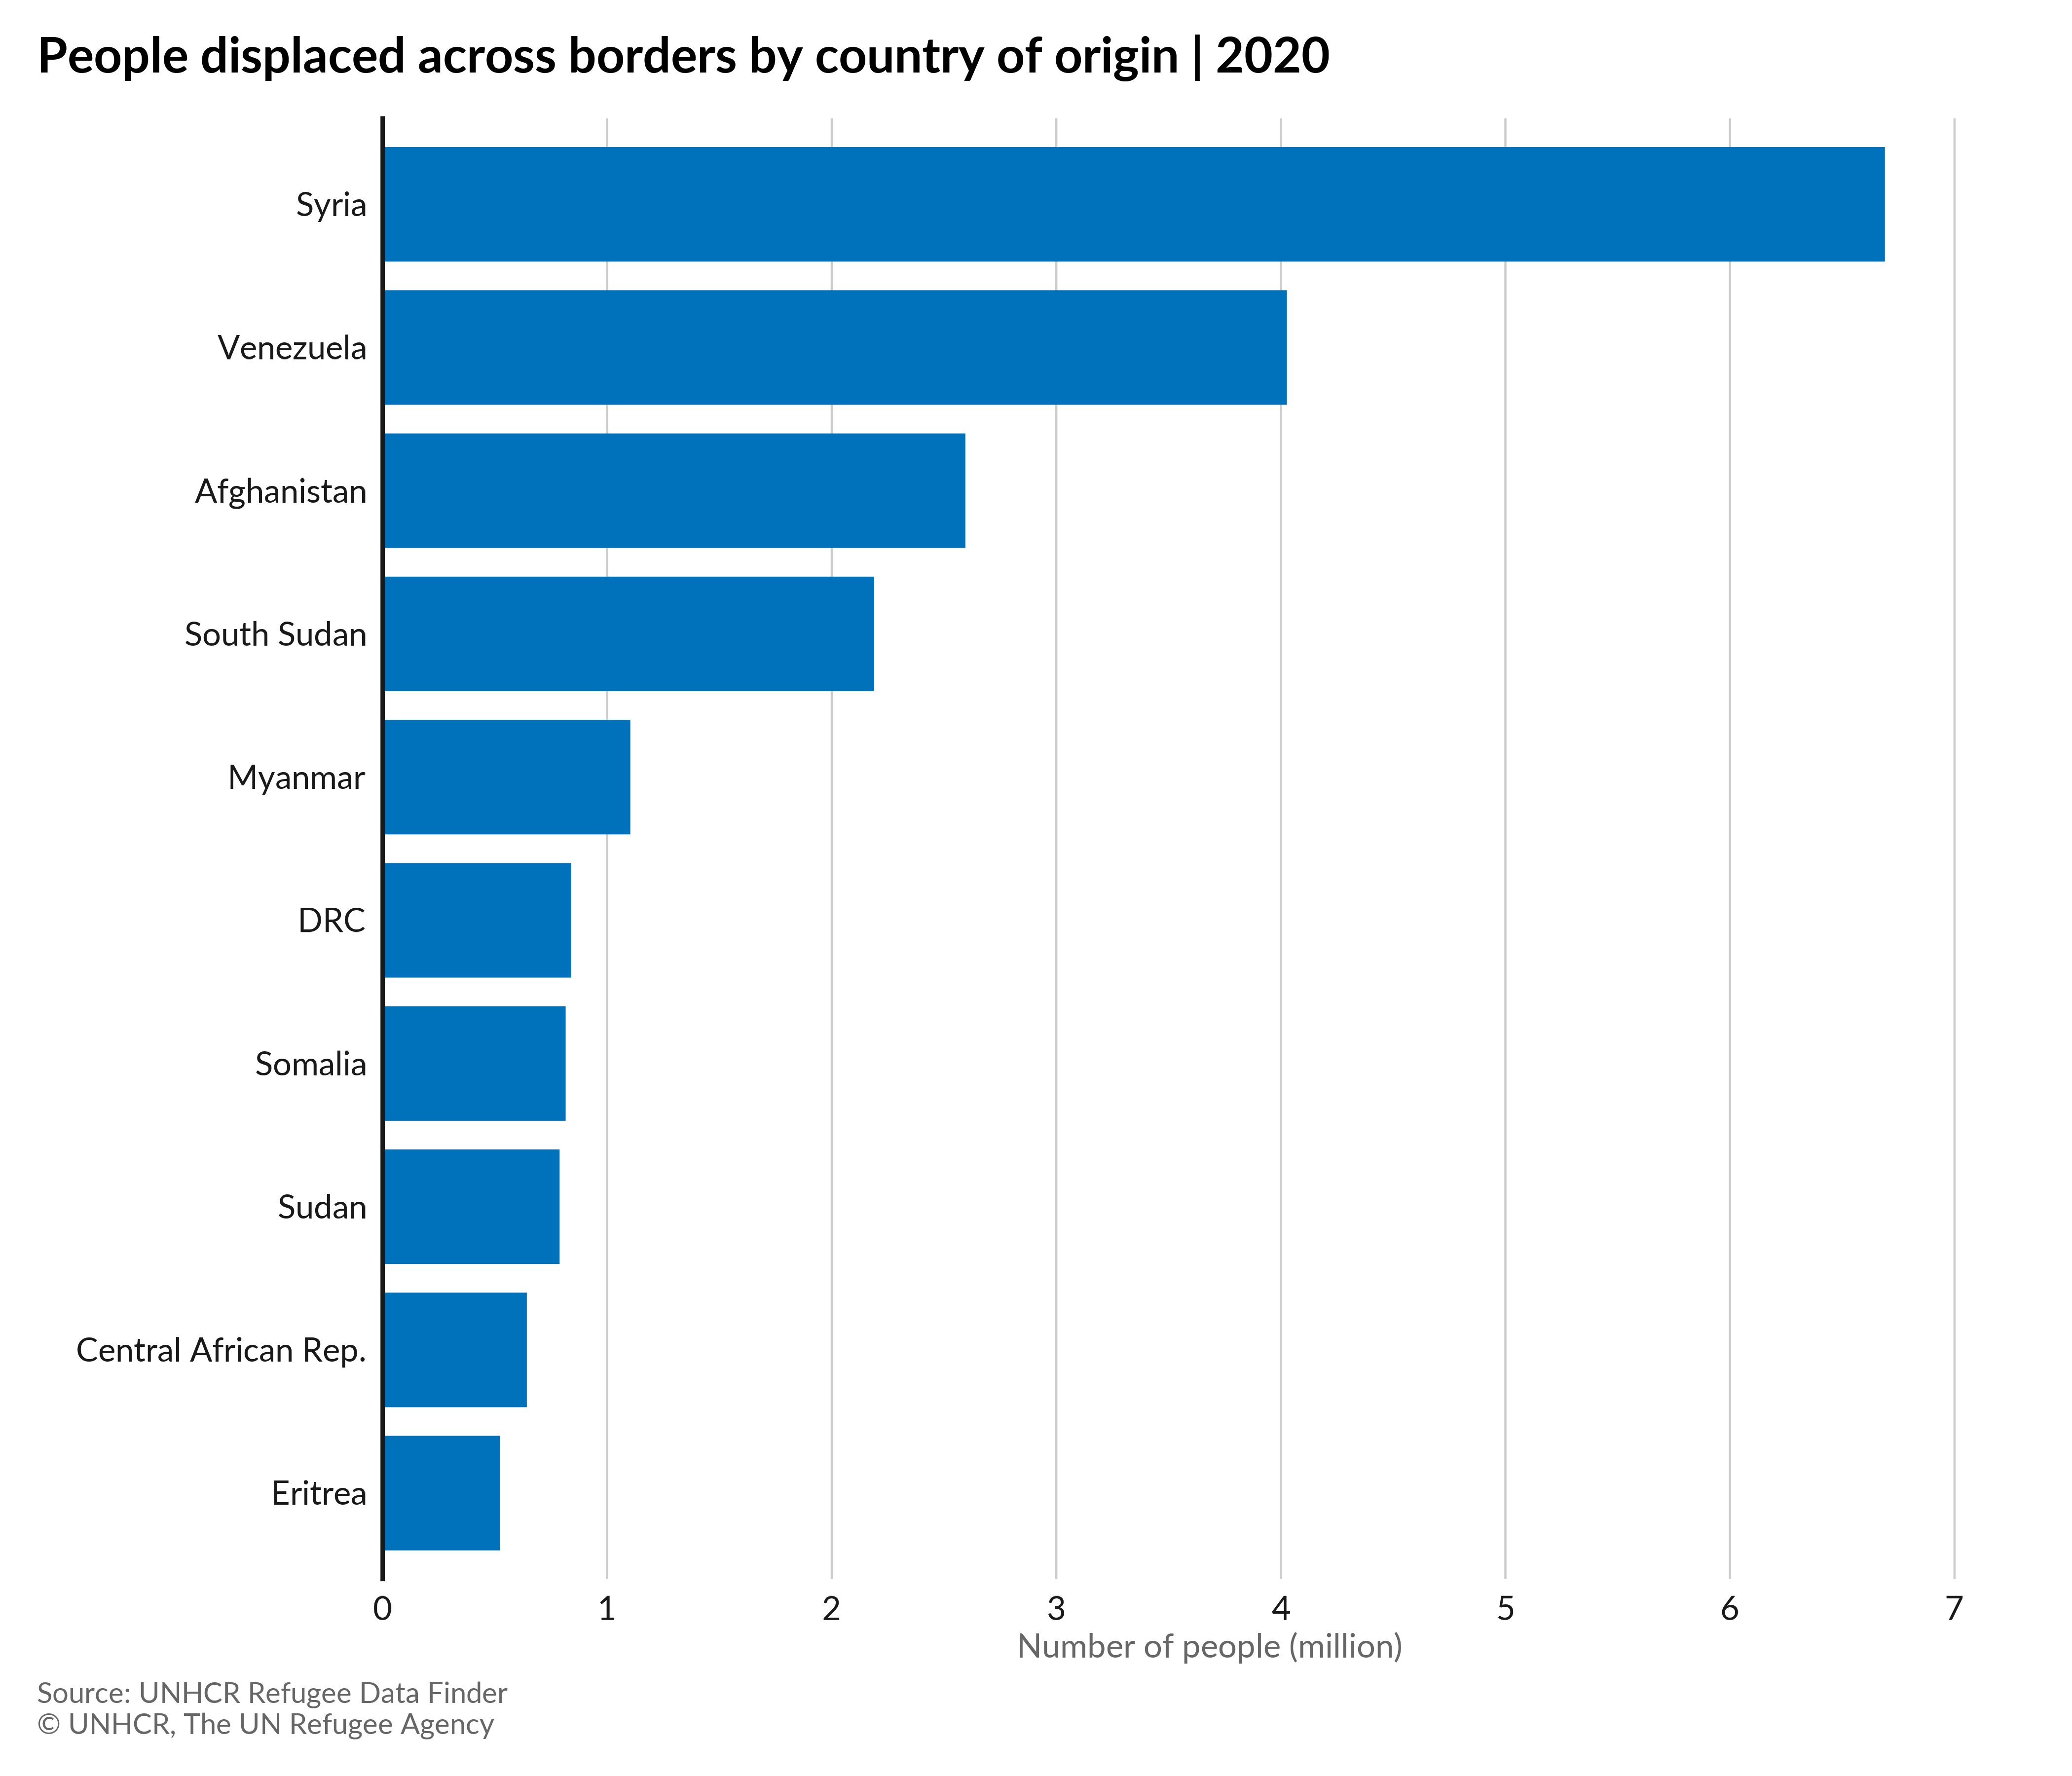 People displaced across borders by country of origin | 2020
Syria
Venezuela
Afghanistan
South Sudan
Myanmar
DRC
Somalia
Sudan
Central African Rep.
Eritrea
0 1 2 3 4 5 6 7
Number of people (million)
Source: UNHCR Refugee Data Finder
© UNHCR, The UN Refugee Agency